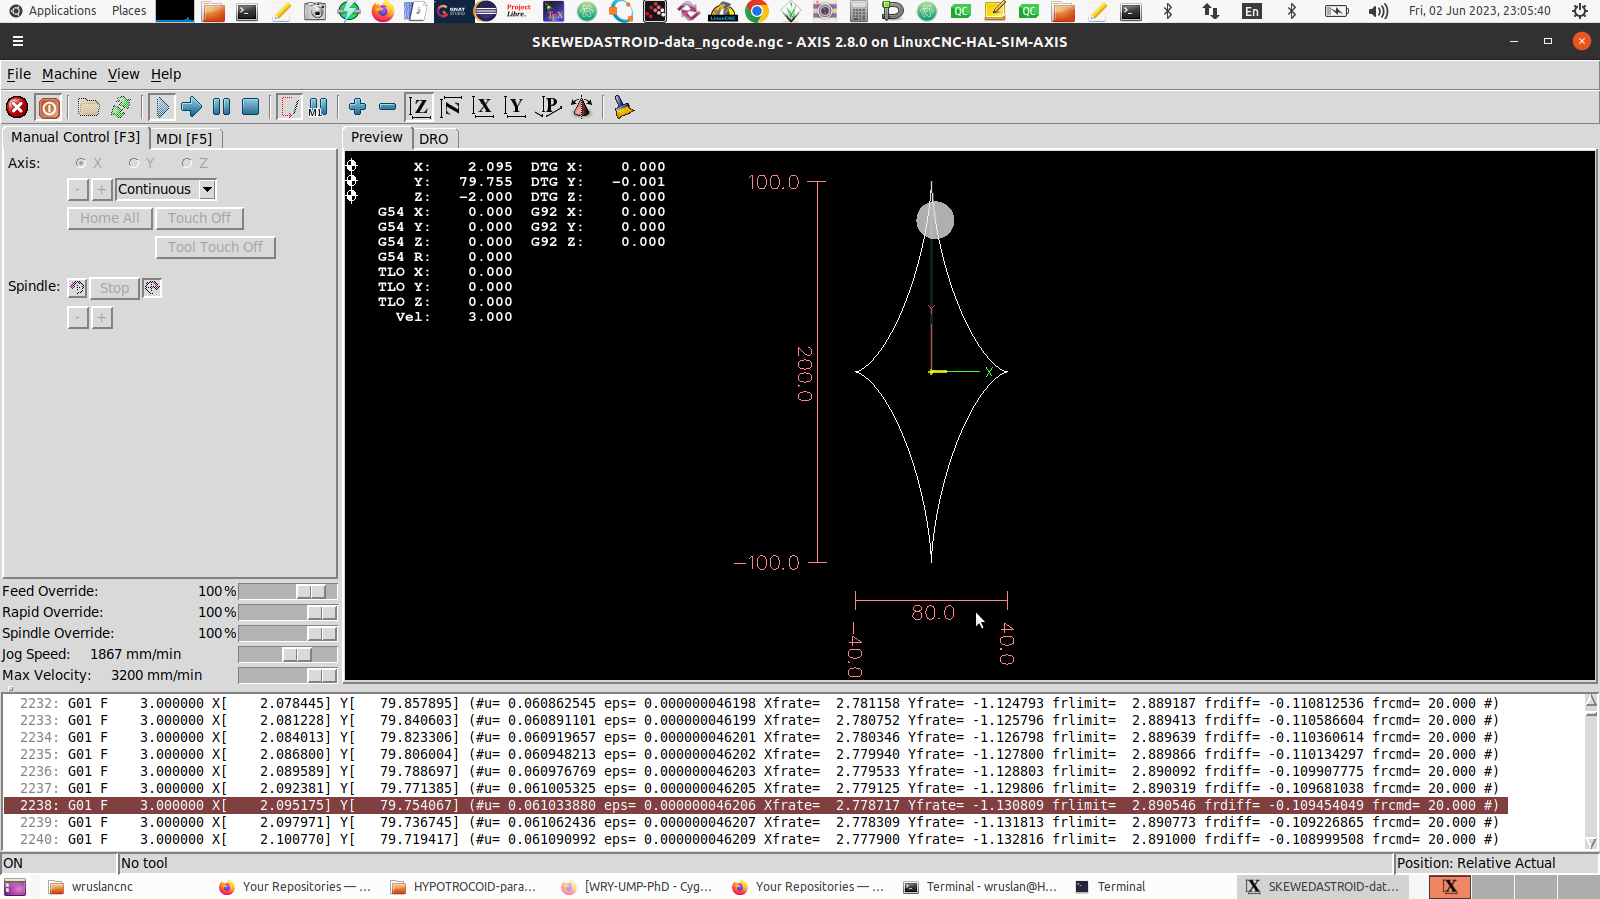 Applications Places GNAT STUDIO Project Libre. TEX LinuxCNC QC QC En Fri, 02 Jun 2023, 23:05:40
SKEWEDASTROID-data_ngcode.ngc - AXIS 2.8.0 on LinuxCNC-HAL-SIM-AXIS
File Machine View Help
M1 Z N X Y P
Manual Control [F3] MDI [F5] Preview DRO
Axis: X Y Z
- + Continuous
Home All Touch Off
Tool Touch Off
Spindle: Stop
- +
X: 2.095 DTG X: 0.000
Y: 79.755 DTG Y: -0.001
Z: -2.000 DTG Z: 0.000
G54 X: 0.000 G92 X: 0.000
G54 Y: 0.000 G92 Y: 0.000
G54 Z: 0.000 G92 Z: 0.000
G54 R: 0.000
TLO X: 0.000
TLO Y: 0.000
TLO Z: 0.000
Vel: 3.000
100.0
Y
200.0
X
-100.0
80.0
-40.0
40.0
Feed Override: 100 %
Rapid Override: 100 %
Spindle Override: 100 %
Jog Speed: 1867 mm/min
Max Velocity: 3200 mm/min
2232: G01 F 3.000000 X[ 2.078445] Y[ 79.857895] (#u= 0.060862545 eps= 0.000000046198 Xfrate= 2.781158 Yfrate= -1.124793 frlimit= 2.889187 frdiff= -0.110812536 frcmd= 20.000 #)
2233: G01 F 3.000000 X[ 2.081228] Y[ 79.840603] (#u= 0.060891101 eps= 0.000000046199 Xfrate= 2.780752 Yfrate= -1.125796 frlimit= 2.889413 frdiff= -0.110586604 frcmd= 20.000 #)
2234: G01 F 3.000000 X[ 2.084013] Y[ 79.823306] (#u= 0.060919657 eps= 0.000000046201 Xfrate= 2.780346 Yfrate= -1.126798 frlimit= 2.889639 frdiff= -0.110360614 frcmd= 20.000 #)
2235: G01 F 3.000000 X[ 2.086800] Y[ 79.806004] (#u= 0.060948213 eps= 0.000000046202 Xfrate= 2.779940 Yfrate= -1.127800 frlimit= 2.889866 frdiff= -0.110134297 frcmd= 20.000 #)
2236: G01 F 3.000000 X[ 2.089589] Y[ 79.788697] (#u= 0.060976769 eps= 0.000000046203 Xfrate= 2.779533 Yfrate= -1.128803 frlimit= 2.890092 frdiff= -0.109907775 frcmd= 20.000 #)
2237: G01 F 3.000000 X[ 2.092381] Y[ 79.771385] (#u= 0.061005325 eps= 0.000000046205 Xfrate= 2.779125 Yfrate= -1.129806 frlimit= 2.890319 frdiff= -0.109681038 frcmd= 20.000 #)
2238: G01 F 3.000000 X[ 2.095175] Y[ 79.754067] (#u= 0.061033880 eps= 0.000000046206 Xfrate= 2.778717 Yfrate= -1.130809 frlimit= 2.890546 frdiff= -0.109454049 frcmd= 20.000 #)
2239: G01 F 3.000000 X[ 2.097971] Y[ 79.736745] (#u= 0.061062436 eps= 0.000000046207 Xfrate= 2.778309 Yfrate= -1.131813 frlimit= 2.890773 frdiff= -0.109226865 frcmd= 20.000 #)
2240: G01 F 3.000000 X[ 2.100770] Y[ 79.719417] (#u= 0.061090992 eps= 0.000000046209 Xfrate= 2.777900 Yfrate= -1.132816 frlimit= 2.891000 frdiff= -0.108999508 frcmd= 20.000 #)
ON No tool Position: Relative Actual
wruslancnc Your Repositories — ... HYPOTROCOID-para... [WRY-UMP-PhD - Cyg... Your Repositories — ... Terminal - wruslan@H... Terminal SKEWEDASTROID-dat...